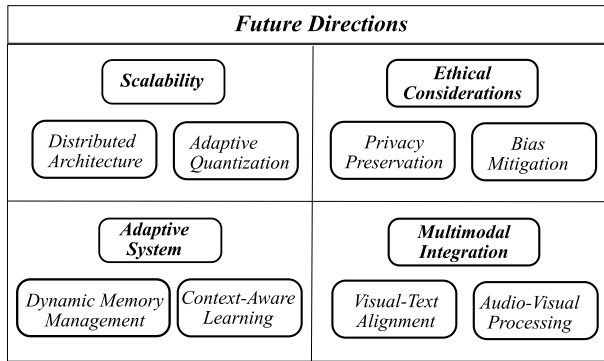 Future Directions
Scalability
Distributed
Architecture
Adaptive
Quantization
Ethical
Considerations
Privacy
Preservation
Bias
Mitigation
Adaptive
System
Dynamic Memory
Management
Context-Aware
Learning
Multimodal
Integration
Visual-Text
Alignment
Audio-Visual
Processing